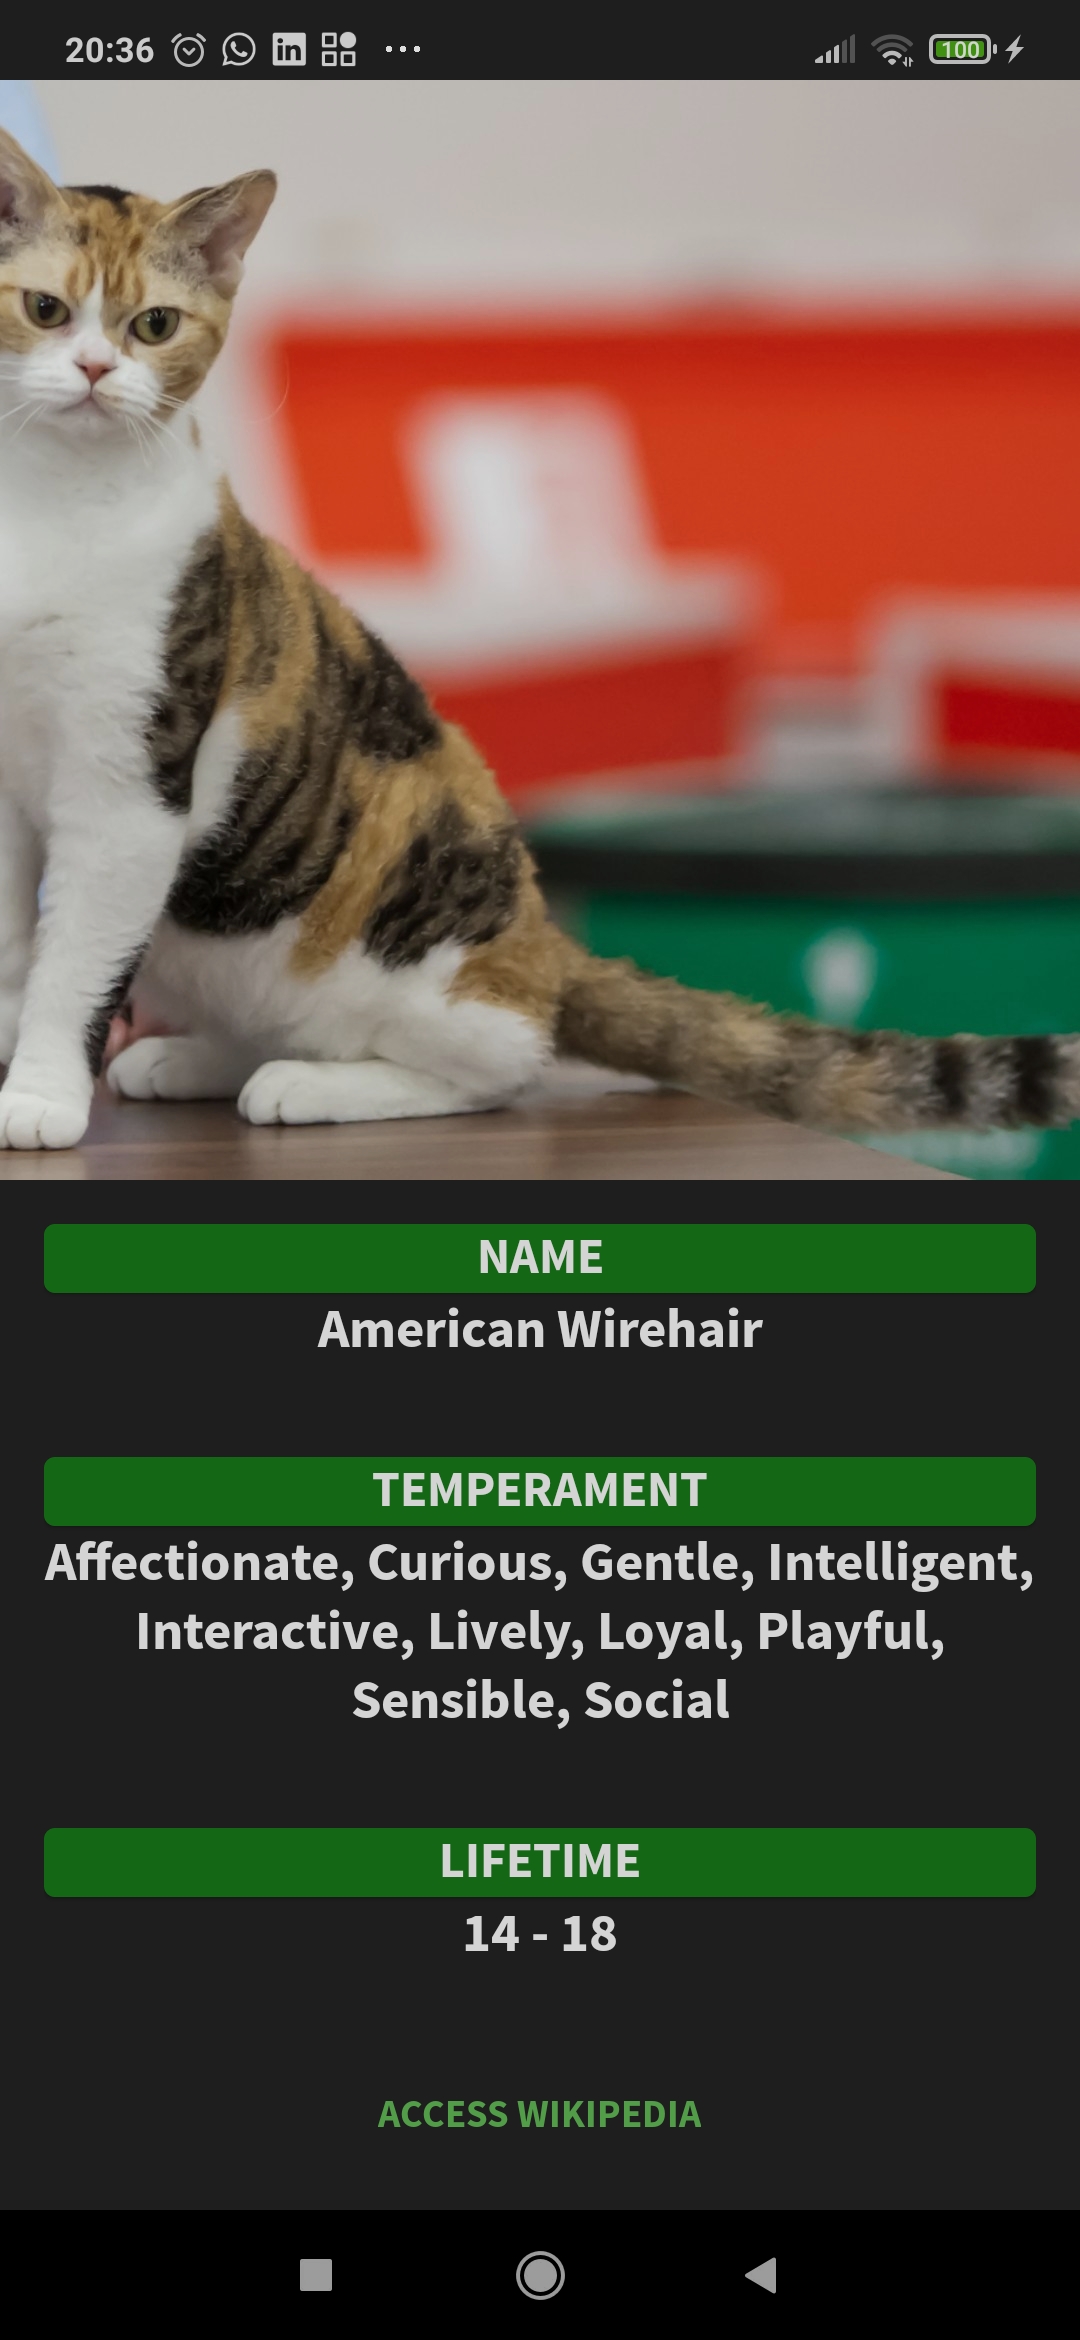 20:36
100
NAME
American Wirehair
TEMPERAMENT
Affectionate, Curious, Gentle, Intelligent,
Interactive, Lively, Loyal, Playful,
Sensible, Social
LIFETIME
14 - 18
ACCESS WIKIPEDIA